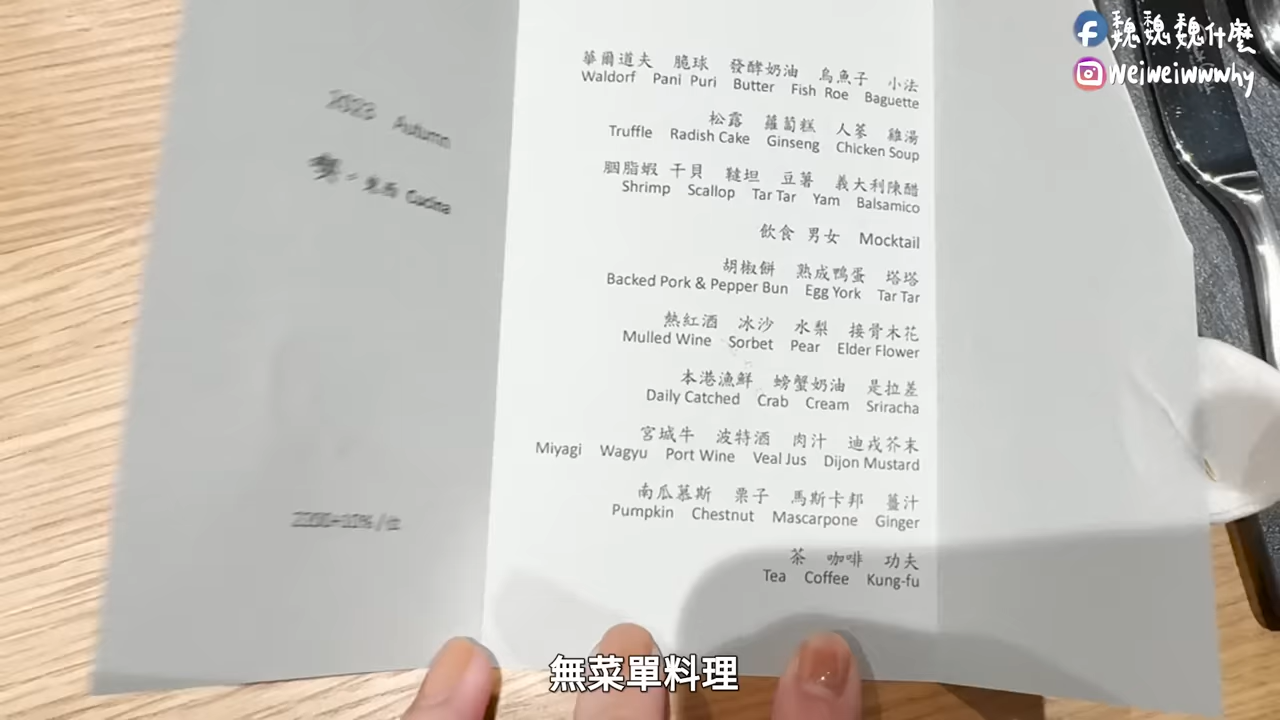 魏魏魏什麼
Weiweiwwwhy
2023 Autumn
東西 Cucina
華爾道夫 脆球 發酵奶油 烏魚子 小法
Waldorf Pani Puri Butter Fish Roe Baguette
松露 蘿蔔糕 人蔘 雞湯
Truffle Radish Cake Ginseng Chicken Soup
胭脂蝦 干貝 韃坦 豆薯 義大利陳醋
Shrimp Scallop Tar Tar Yam Balsamico
飲食 男女 Mocktail
胡椒餅 熟成鴨蛋 塔塔
Backed Pork & Pepper Bun Egg York Tar Tar
熱紅酒 冰沙 水梨 接骨木花
Mulled Wine Sorbet Pear Elder Flower
本港漁鮮 螃蟹奶油 是拉差
Daily Catched Crab Cream Sriracha
宮城牛 波特酒 肉汁 迪戎芥末
Miyagi Wagyu Port Wine Veal Jus Dijon Mustard
南瓜慕斯 栗子 馬斯卡邦 薑汁
Pumpkin Chestnut Mascarpone Ginger
茶 咖啡 功夫
Tea Coffee Kung-fu
無菜單料理